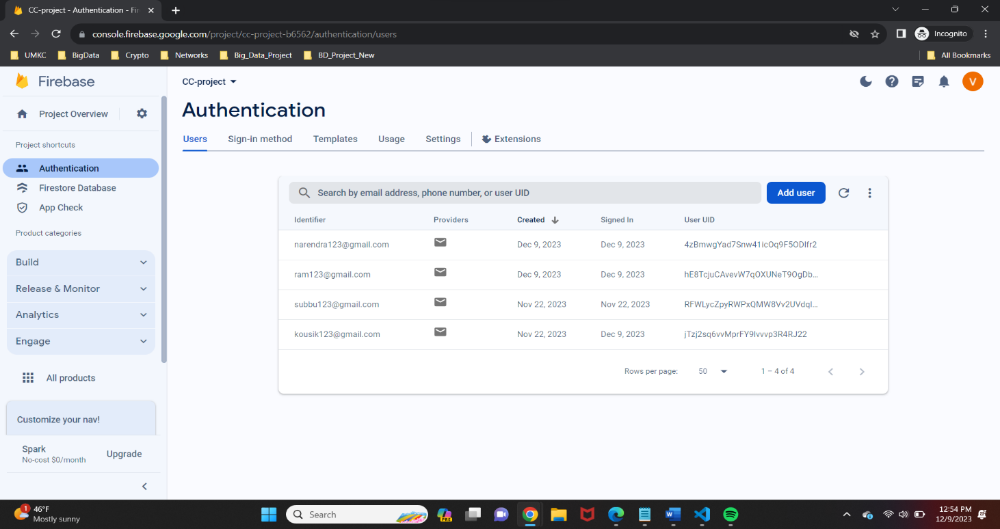 CC-project - Authentication - Fir
console.firebase.google.com/project/cc-project-b6562/authentication/users
Incognito
UMKC BigData Crypto Networks Big_Data_Project BD_Project_New All Bookmarks
Firebase
CC-project
V
Project Overview
Authentication
Users Sign-in method Templates Usage Settings Extensions
Project shortcuts
Authentication
Firestore Database
App Check
Product categories
Build
Release & Monitor
Analytics
Engage
All products
Customize your nav!
Spark
No-cost $0/month
Upgrade
Search by email address, phone number, or user UID
Add user
Identifier Providers Created Signed In User UID
narendra123@gmail.com Dec 9, 2023 Dec 9, 2023 4zBmwgYad7Snw41icOq9F5ODIfr2
ram123@gmail.com Dec 9, 2023 Dec 9, 2023 hE8TcjuCAvevW7qOXUNeT9OgDb...
subbu123@gmail.com Nov 22, 2023 Nov 22, 2023 RFWLycZpyRWPxQMW8Vv2UVdqI...
kousik123@gmail.com Nov 22, 2023 Dec 9, 2023 jTzj2sq6vvMprFY9lvvvp3R4RJ22
Rows per page: 50 1 – 4 of 4
1
46°F
Mostly sunny
Search
PRE
12:54 PM
12/9/2023